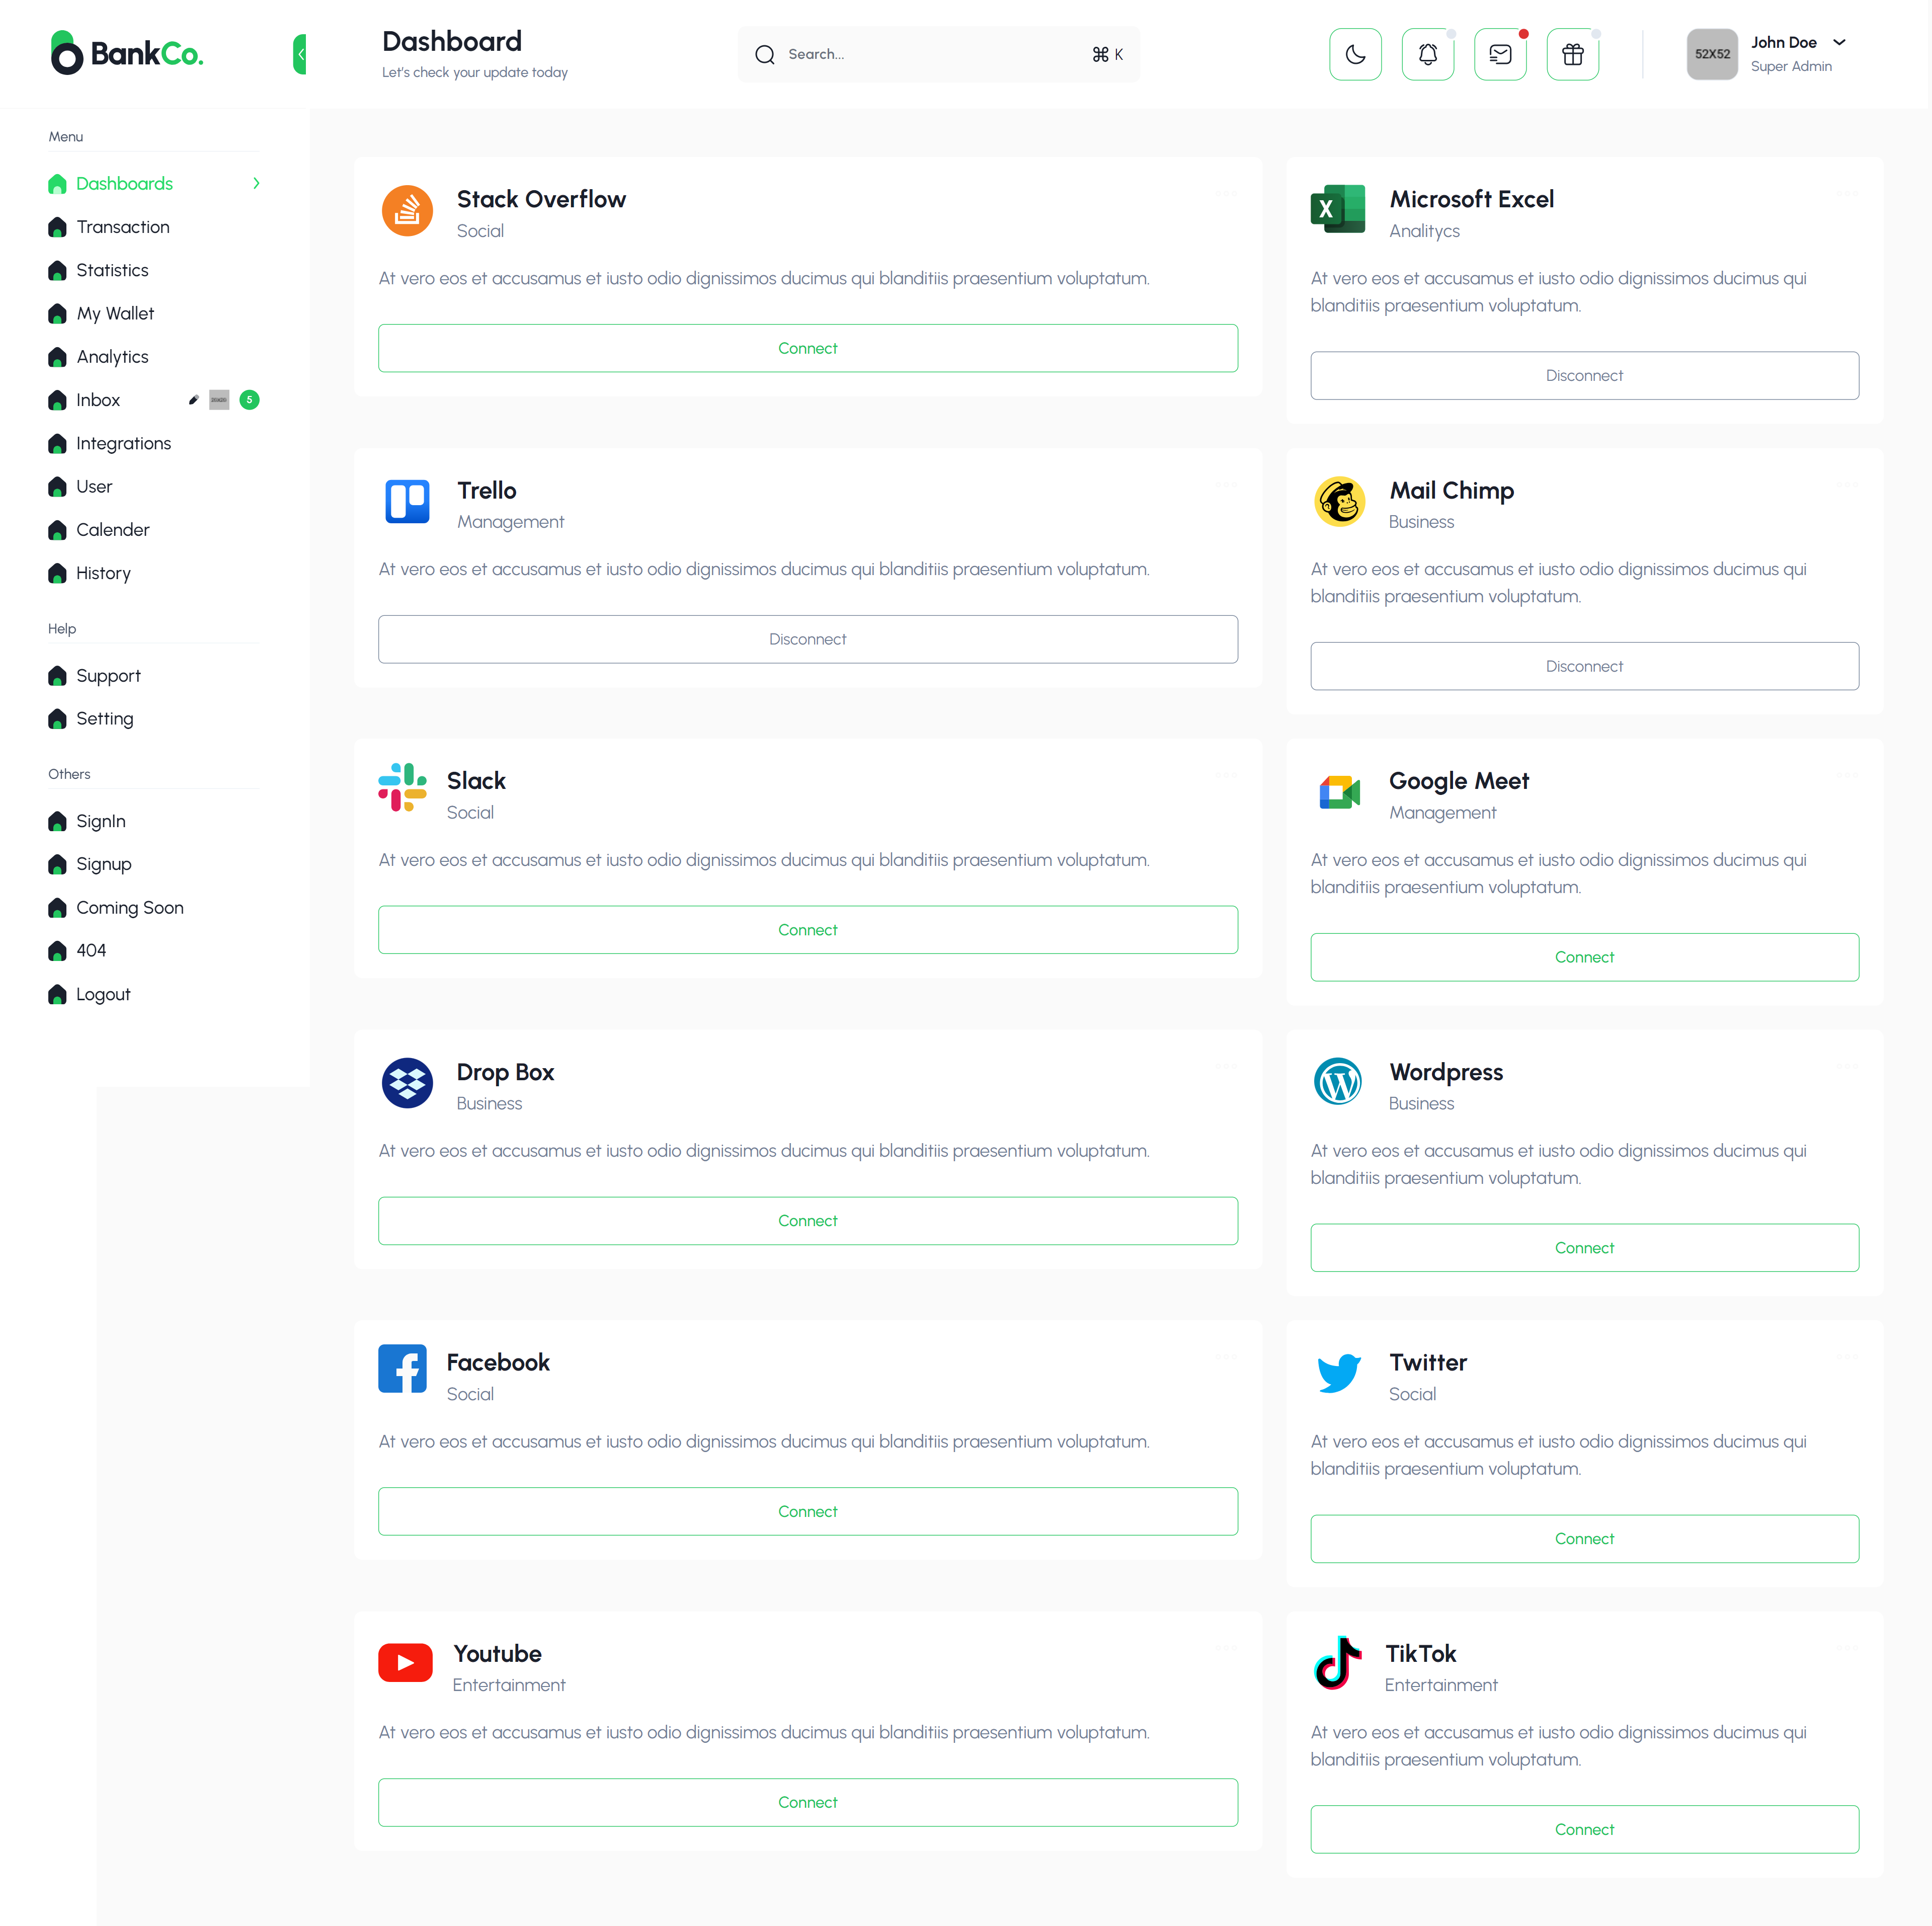 BankCo.
Dashboard
Let's check your update today
Search...
⌘ K
52X52
John Doe
Super Admin
Menu
Dashboards
Transaction
Statistics
My Wallet
Analytics
Inbox
5
Integrations
User
Calender
History
Help
Support
Setting
Others
SignIn
Signup
Coming Soon
404
Logout
Stack Overflow
Social
At vero eos et accusamus et iusto odio dignissimos ducimus qui blanditiis praesentium voluptatum.
Connect
Microsoft Excel
Analitycs
At vero eos et accusamus et iusto odio dignissimos ducimus qui
blanditiis praesentium voluptatum.
Disconnect
Trello
Management
At vero eos et accusamus et iusto odio dignissimos ducimus qui blanditiis praesentium voluptatum.
Disconnect
Mail Chimp
Business
At vero eos et accusamus et iusto odio dignissimos ducimus qui
blanditiis praesentium voluptatum.
Disconnect
Slack
Social
At vero eos et accusamus et iusto odio dignissimos ducimus qui blanditiis praesentium voluptatum.
Connect
Google Meet
Management
At vero eos et accusamus et iusto odio dignissimos ducimus qui
blanditiis praesentium voluptatum.
Connect
Drop Box
Business
At vero eos et accusamus et iusto odio dignissimos ducimus qui blanditiis praesentium voluptatum.
Connect
Wordpress
Business
At vero eos et accusamus et iusto odio dignissimos ducimus qui
blanditiis praesentium voluptatum.
Connect
Facebook
Social
At vero eos et accusamus et iusto odio dignissimos ducimus qui blanditiis praesentium voluptatum.
Connect
Twitter
Social
At vero eos et accusamus et iusto odio dignissimos ducimus qui
blanditiis praesentium voluptatum.
Connect
Youtube
Entertainment
At vero eos et accusamus et iusto odio dignissimos ducimus qui blanditiis praesentium voluptatum.
Connect
TikTok
Entertainment
At vero eos et accusamus et iusto odio dignissimos ducimus qui
blanditiis praesentium voluptatum.
Connect